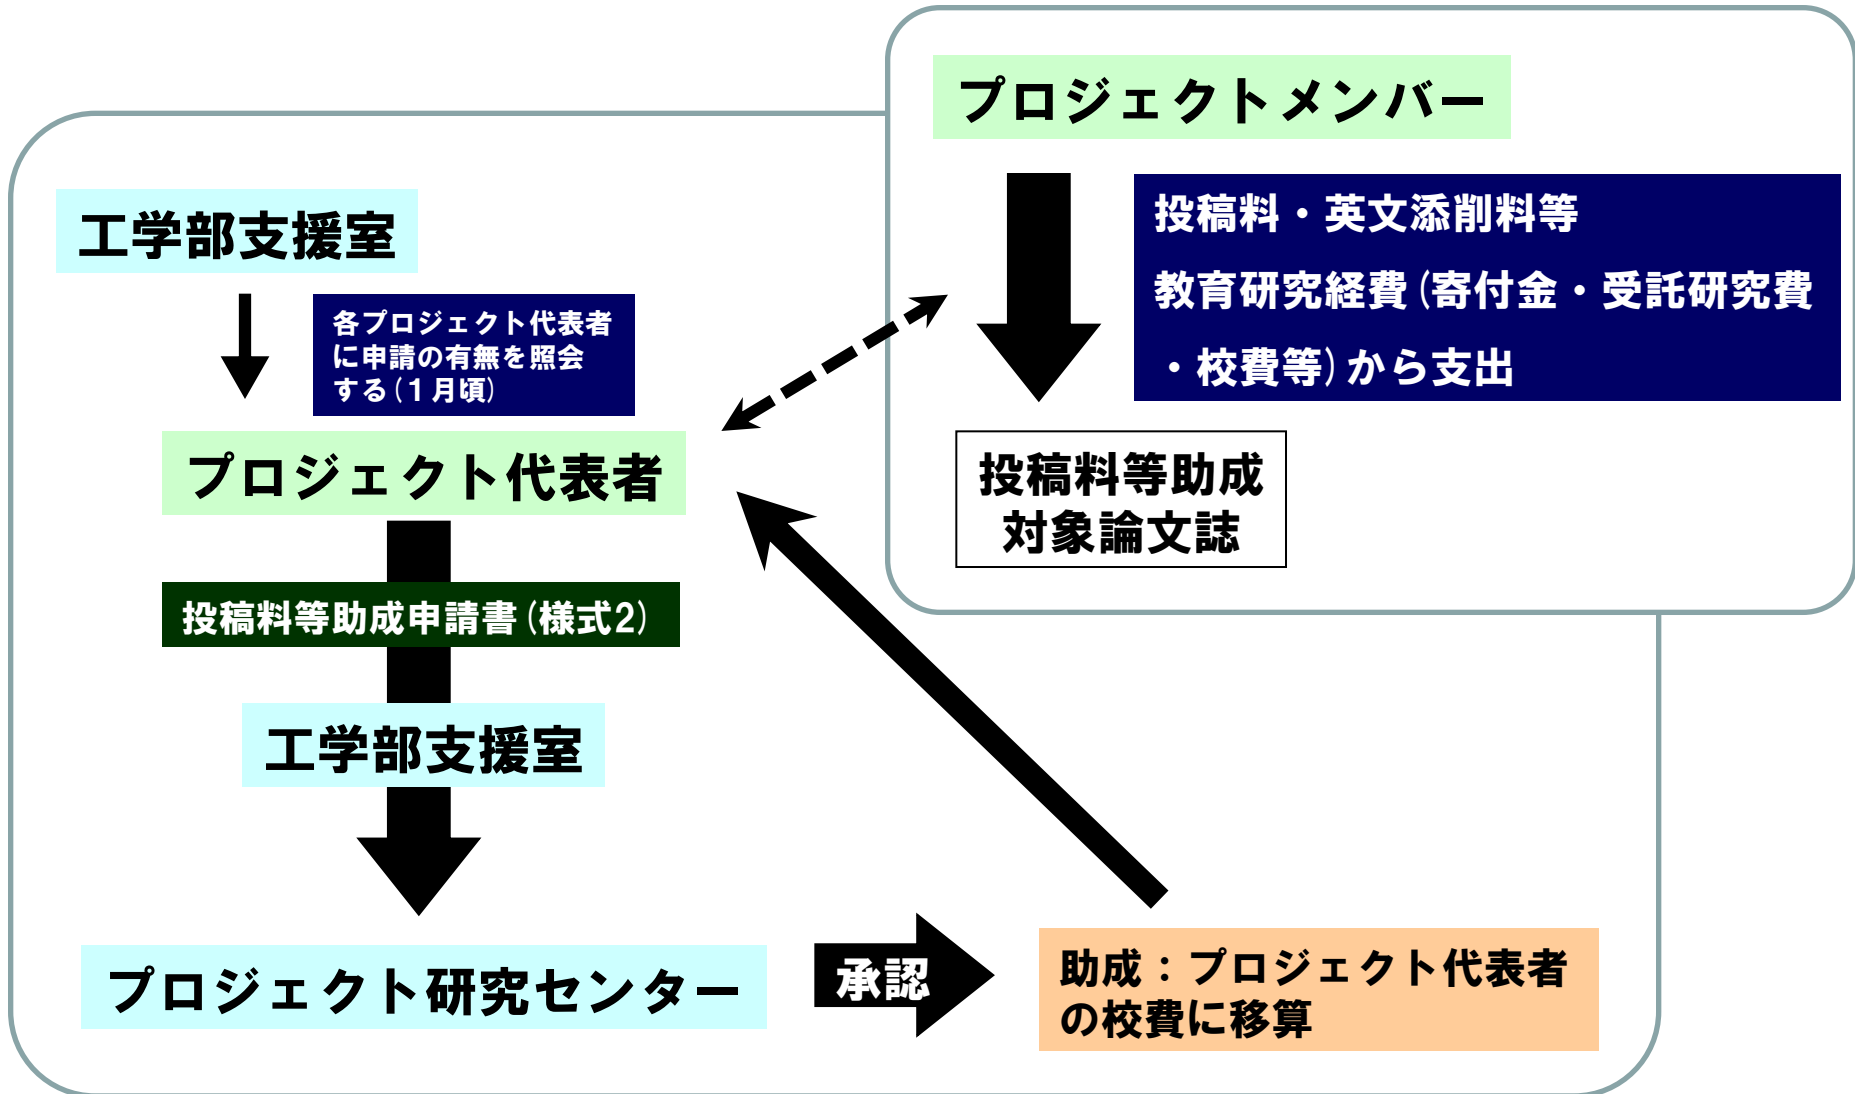 プロジェクトメンバー
投稿料・英文添削料等
教育研究経費(寄付金・受託研究費
・校費等)から支出
投稿料等助成
対象論文誌
工学部支援室
各プロジェクト代表者
に申請の有無を照会
する(1月頃)
プロジェクト代表者
投稿料等助成申請書(様式2)
工学部支援室
プロジェクト研究センター
承認
助成：プロジェクト代表者
の校費に移算